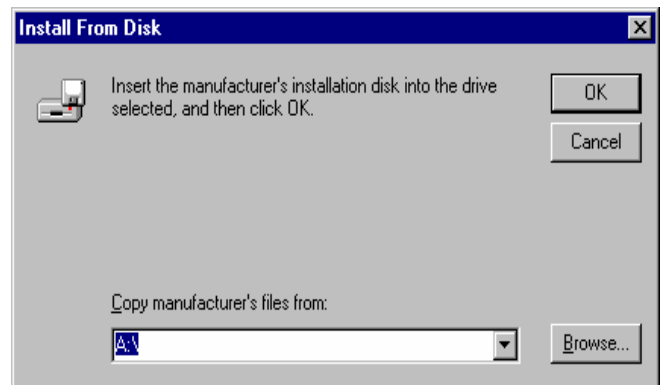 Install From Disk
Insert the manufacturer's installation disk into the drive
selected, and then click OK.
OK
Cancel
Copy manufacturer's files from:
A:\
Browse...